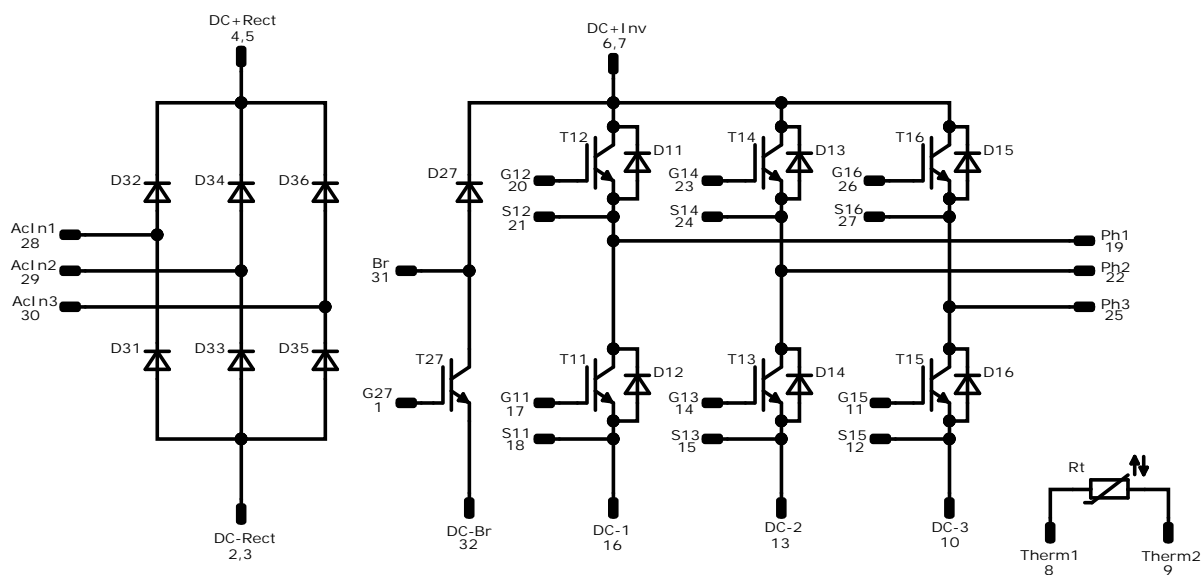 DC+Rect
4,5
DC+Inv
6,7
T12
D11
T14
D13
T16
D15
D32
D34
D36
D27
G12
20
G14
23
G16
26
S12
21
S14
24
S16
27
AcIn1
28
AcIn2
29
AcIn3
30
Br
31
Ph1
19
Ph2
22
Ph3
25
D31
D33
D35
T27
T11
D12
T13
D14
T15
D16
G27
1
G11
17
G13
14
G15
11
S11
18
S13
15
S15
12
Rt
DC-Rect
2,3
DC-Br
32
DC-1
16
DC-2
13
DC-3
10
Therm1
8
Therm2
9